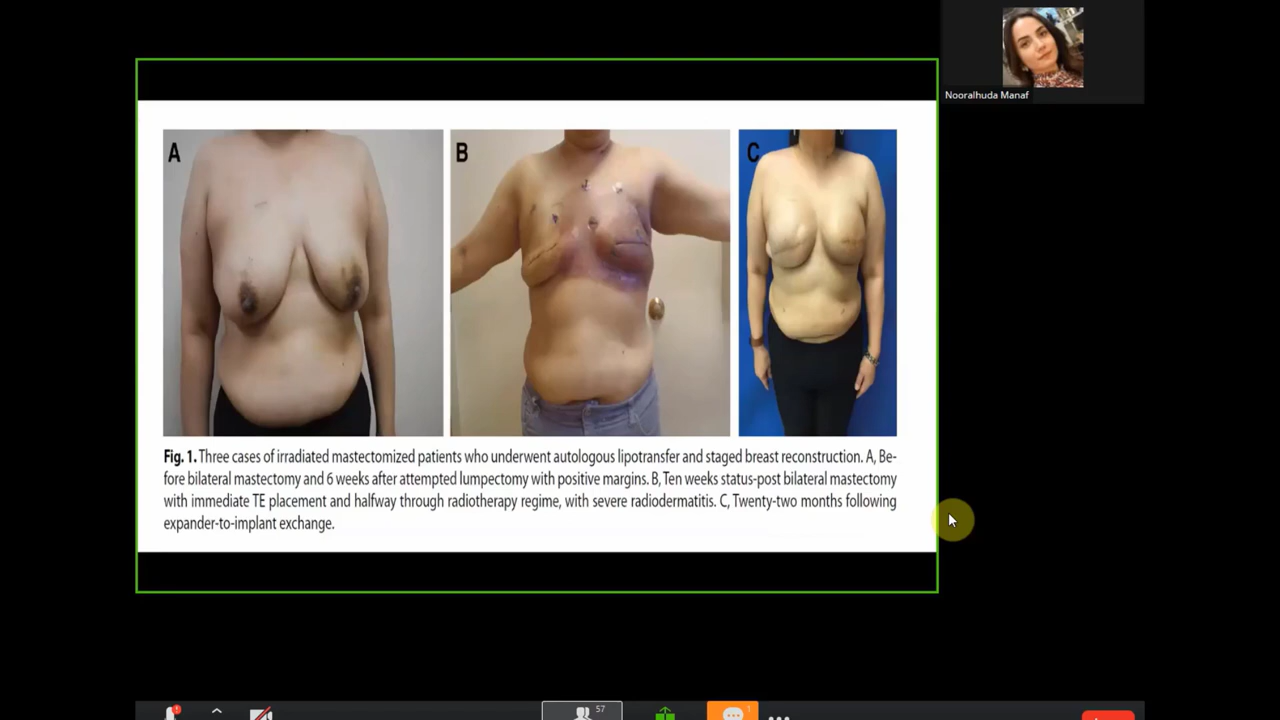 Nooralhuda Manaf
A
B
C
Fig. 1. Three cases of irradiated mastectomized patients who underwent autologous lipotransfer and staged breast reconstruction. A, Be-
fore bilateral mastectomy and 6 weeks after attempted lumpectomy with positive margins. B, Ten weeks status-post bilateral mastectomy
with immediate TE placement and halfway through radiotherapy regime, with severe radiodermatitis. C, Twenty-two months following
expander-to-implant exchange.
57
1